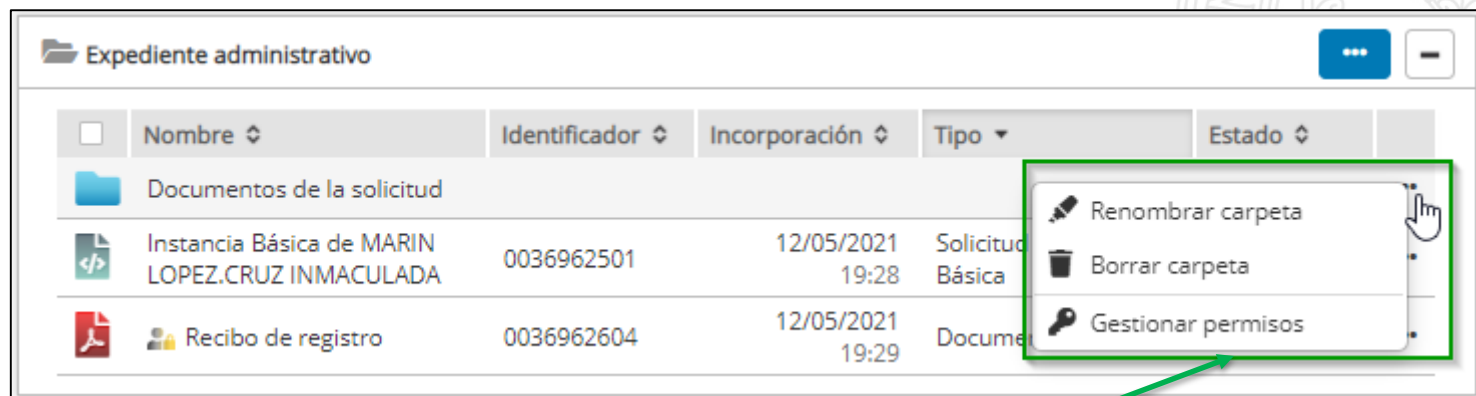 Expediente administrativo
Nombre Identificador Incorporación Tipo Estado
Documentos de la solicitud
Renombrar carpeta
Instancia Básica de MARIN
LOPEZ.CRUZ INMACULADA
0036962501
12/05/2021
19:28
Solicitud
Básica
Borrar carpeta
Gestionar permisos
Recibo de registro
0036962604
12/05/2021
19:29